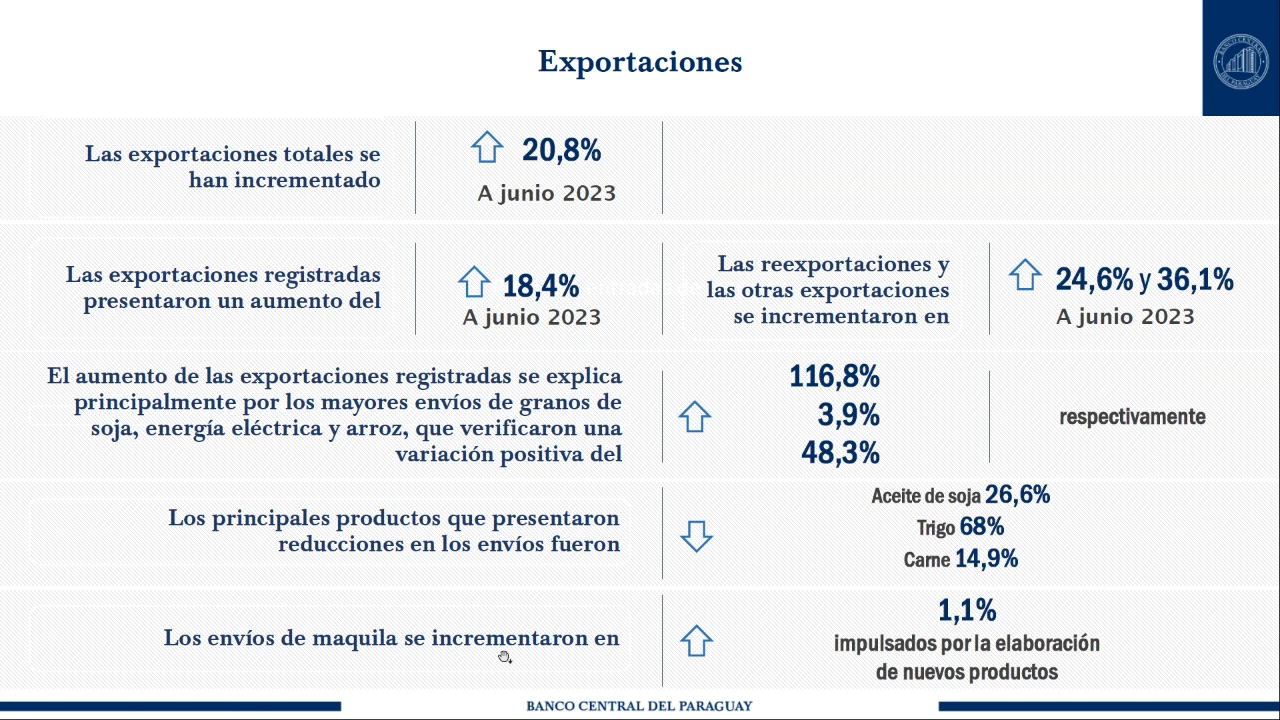 Exportaciones
BANCO CENTRAL
DEL PARAGUAY
Las exportaciones totales se
han incrementado
20,8%
A junio 2023
Las exportaciones registradas
presentaron un aumento del
18,4%
A junio 2023
Las reexportaciones y
las otras exportaciones
se incrementaron en
24,6% y 36,1%
A junio 2023
El aumento de las exportaciones registradas se explica
principalmente por los mayores envíos de granos de
soja, energía eléctrica y arroz, que verificaron una
variación positiva del
116,8%
3,9%
48,3%
respectivamente
Los principales productos que presentaron
reducciones en los envíos fueron
Aceite de soja 26,6%
Trigo 68%
Carne 14,9%
Los envíos de maquila se incrementaron en
1,1%
impulsados por la elaboración
de nuevos productos
BANCO CENTRAL DEL PARAGUAY